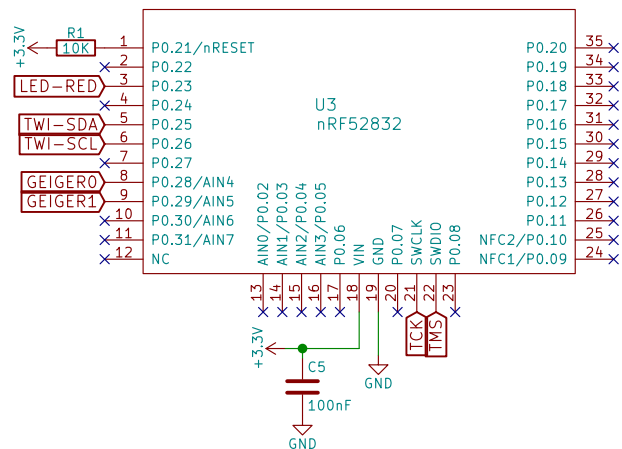 +3.3V
R1
10K
1 P0.21/nRESET
2 P0.22
LED-RED 3 P0.23
4 P0.24
TWI-SDA 5 P0.25
TWI-SCL 6 P0.26
7 P0.27
GEIGER0 8 P0.28/AIN4
GEIGER1 9 P0.29/AIN5
10 P0.30/AIN6
11 P0.31/AIN7
12 NC
U3
nRF52832
P0.20 35
P0.19 34
P0.18 33
P0.17 32
P0.16 31
P0.15 30
P0.14 29
P0.13 28
P0.12 27
P0.11 26
NFC2/P0.10 25
NFC1/P0.09 24
AIN0/P0.02 13
AIN1/P0.03 14
AIN2/P0.04 15
AIN3/P0.05 16
P0.06 17
VIN 18
GND 19
P0.07 20
SWCLK 21 TCK
SWDIO 22 TMS
P0.08 23
+3.3V
C5
100nF
GND
GND